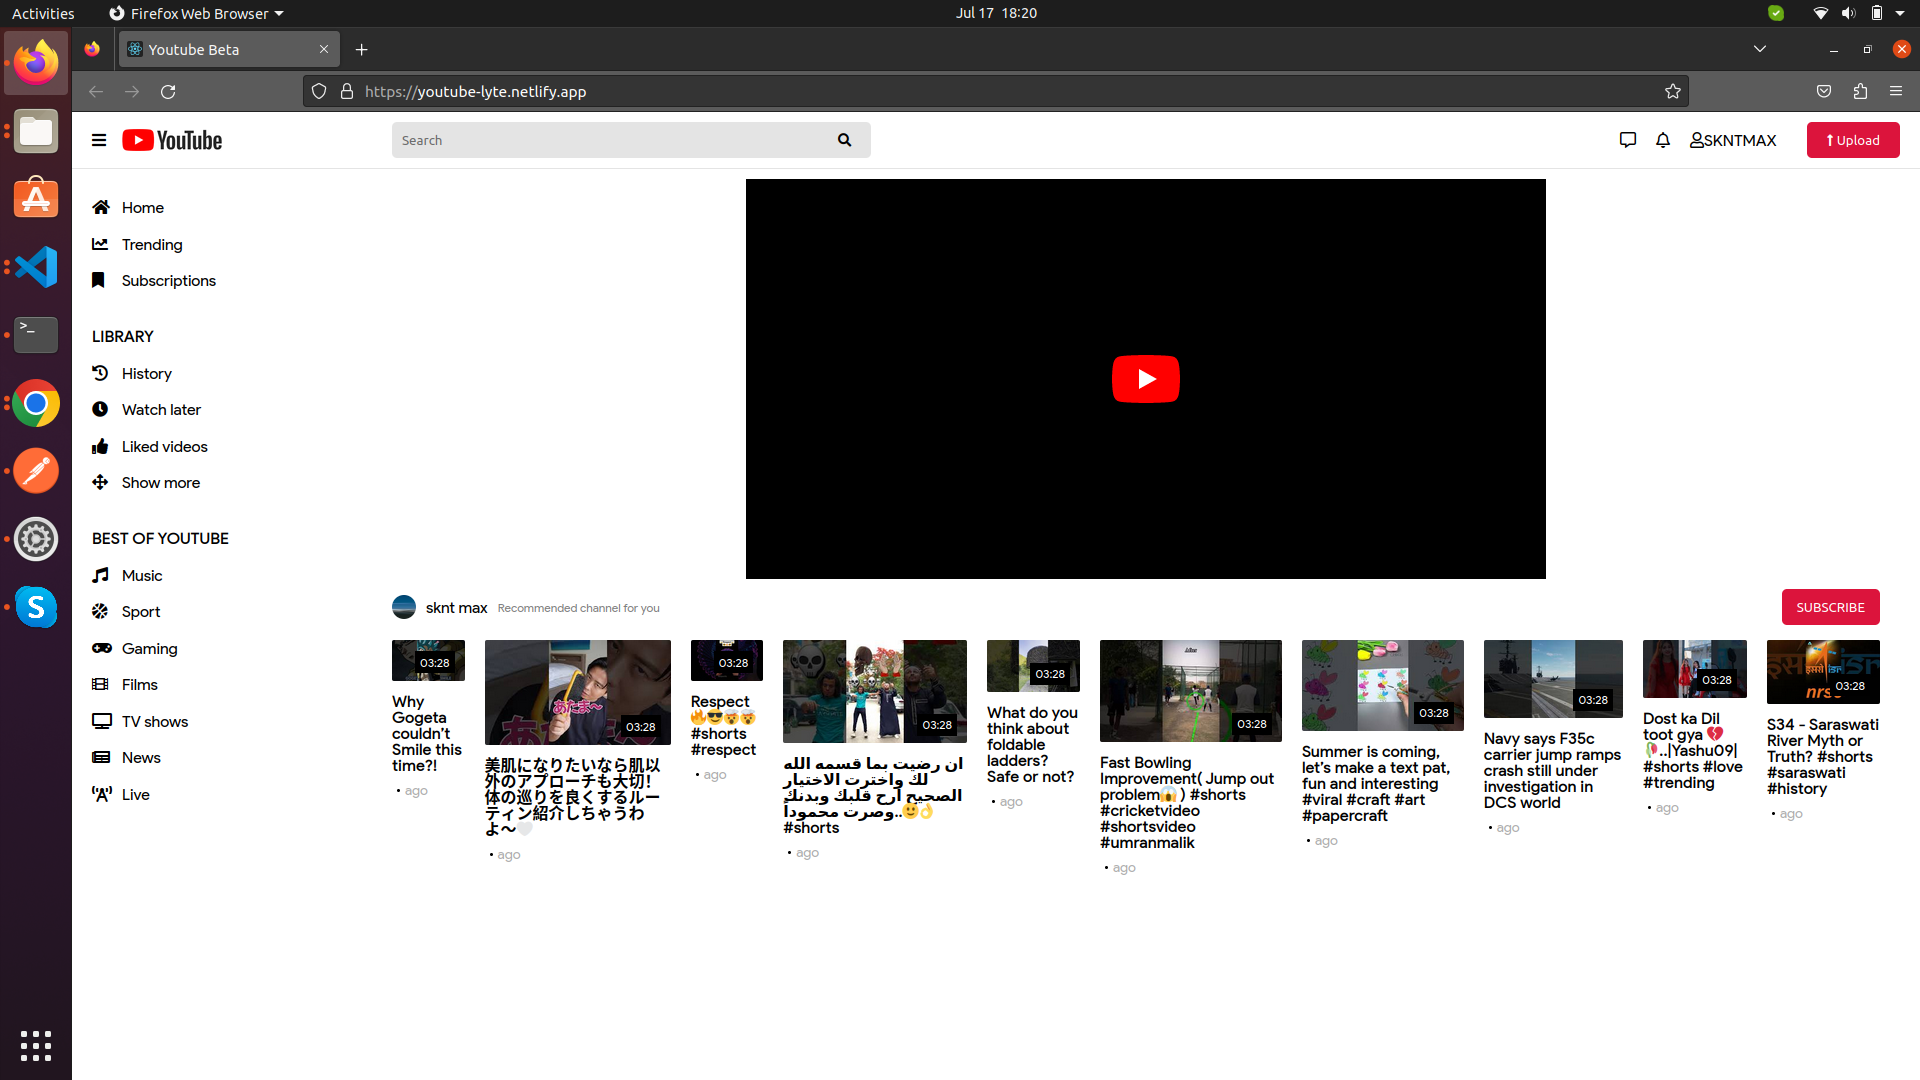 Activities
Firefox Web Browser
Jul 17 18:20
Youtube Beta
https://youtube-lyte.netlify.app
YouTube
Search
SKNTMAX
Upload
Home
Trending
Subscriptions
LIBRARY
History
Watch later
Liked videos
Show more
BEST OF YOUTUBE
Music
Sport
Gaming
Films
TV shows
News
Live
sknt max
Recommended channel for you
SUBSCRIBE
03:28
Why
Gogeta
couldn't
Smile this
time?!
• ago
あたま〜
03:28
美肌になりたいなら肌以
外のアプローチも大切!
体の巡りを良くするルー
ティン紹介しちゃうわ
よ〜🤍
• ago
03:28
Respect
🔥😎🤯🤯
#shorts
#respect
• ago
03:28
ان رضيت بما قسمه الله
لك واخترت الاختيار
الصحيح أرح قلبك وبدنك
وصرت محموداً..🙂👌
#shorts
• ago
03:28
What do you
think about
foldable
ladders?
Safe or not?
• ago
03:28
Fast Bowling
Improvement( Jump out
problem😱 ) #shorts
#cricketvideo
#shortsvideo
#umranmalik
• ago
03:28
Summer is coming,
let's make a text pat,
fun and interesting
#viral #craft #art
#papercraft
• ago
03:28
Navy says F35c
carrier jump ramps
crash still under
investigation in
DCS world
• ago
03:28
Dost ka Dil
toot gya 💔
🥀..|Yashu09|
#shorts #love
#trending
• ago
03:28
S34 - Saraswati
River Myth or
Truth? #shorts
#saraswati
#history
• ago